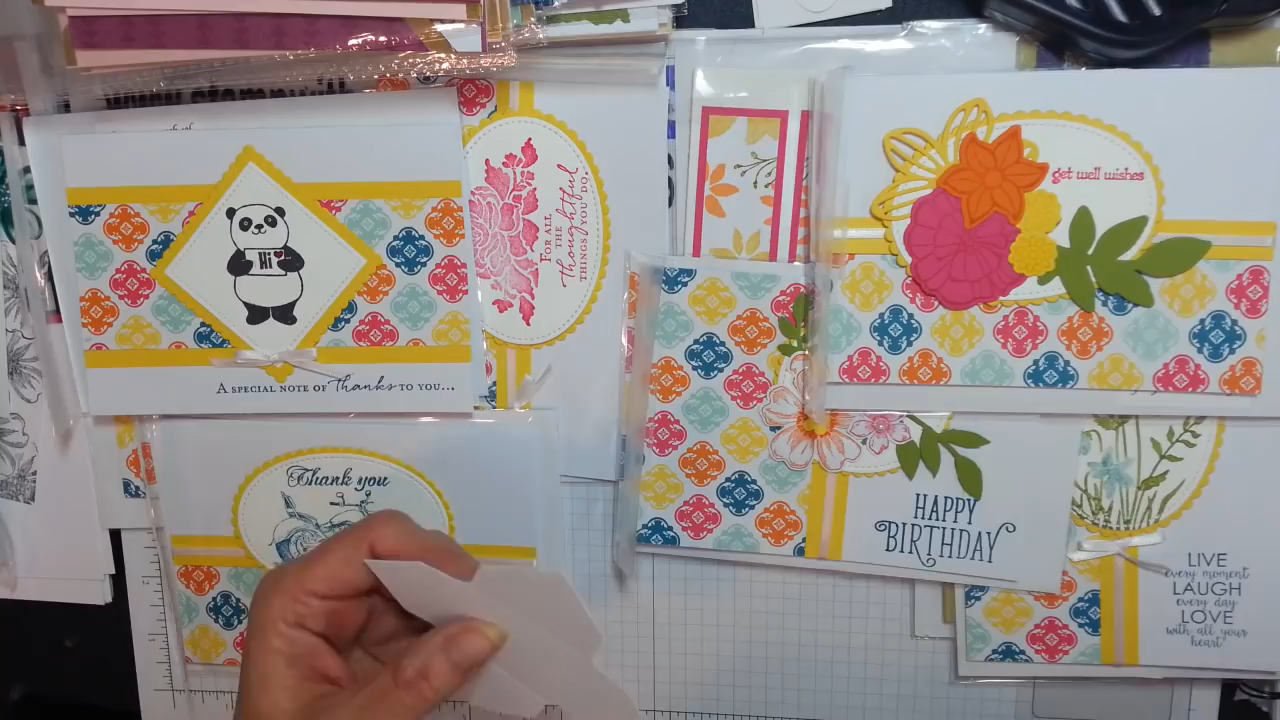 Hi
A SPECIAL NOTE OF thanks TO YOU...
FOR ALL
the thoughtful
THINGS YOU DO.
get well wishes
Thank you
HAPPY
BIRTHDAY
LIVE
every moment
LAUGH
every day
LOVE
with all your
heart